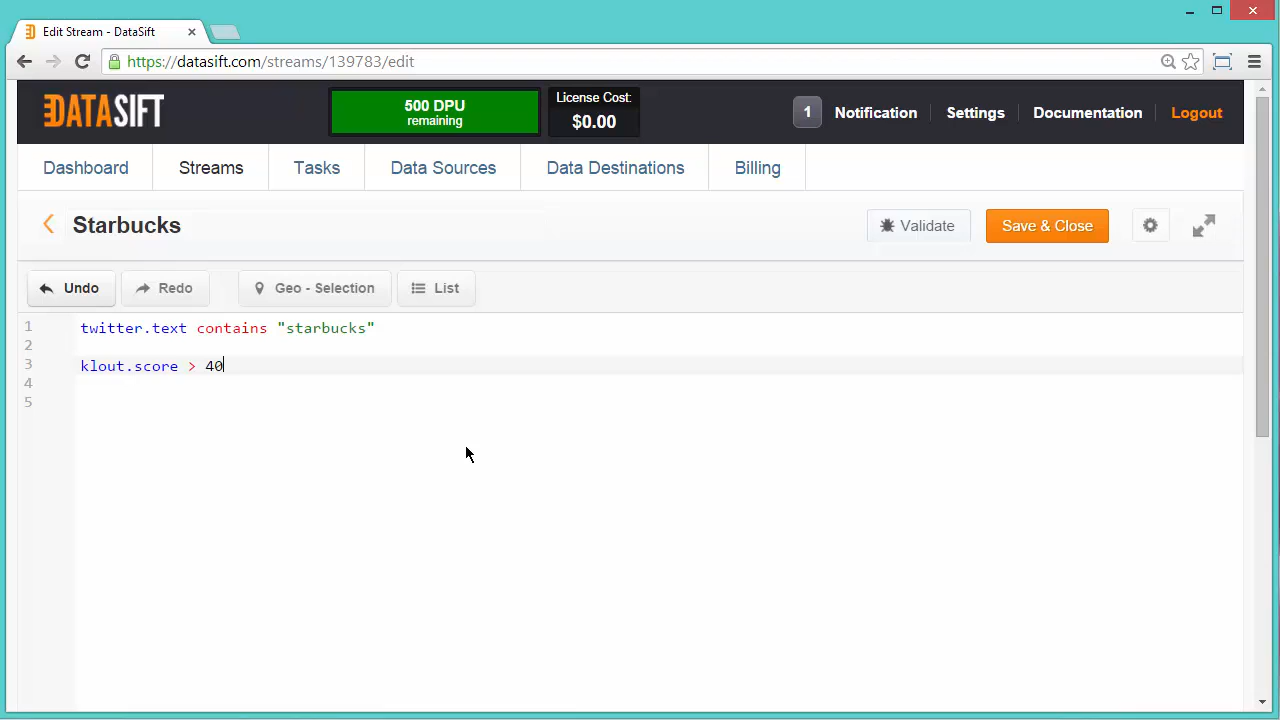 Edit Stream - DataSift
https://datasift.com/streams/139783/edit
DATASIFT
500 DPU
remaining
License Cost:
$0.00
1 Notification Settings Documentation Logout
Dashboard Streams Tasks Data Sources Data Destinations Billing
Starbucks
Validate Save & Close
Undo Redo Geo - Selection List
1 twitter.text contains "starbucks"
2
3 klout.score > 40
4
5